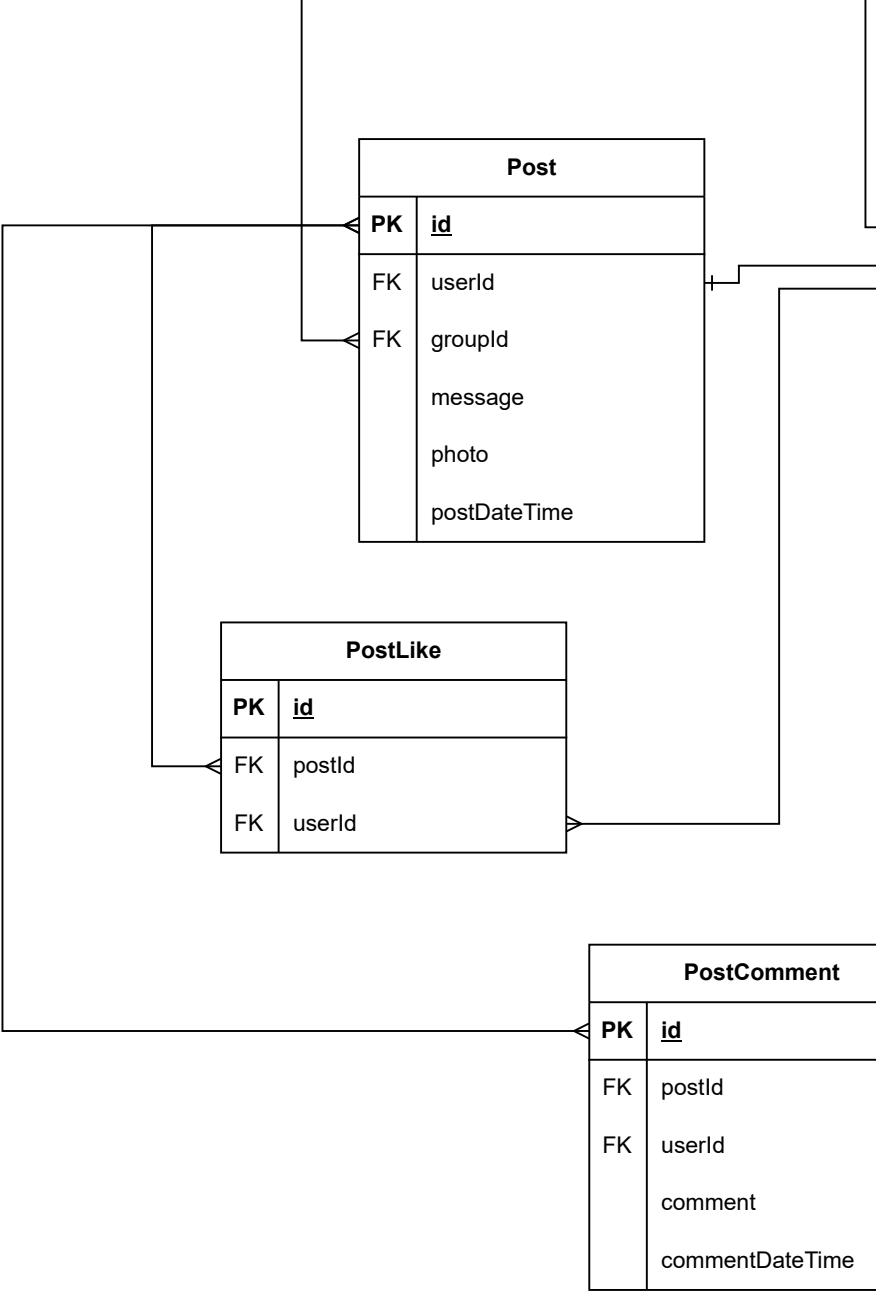 Post
PK id
FK userId
FK groupId
message
photo
postDateTime
PostLike
PK id
FK postId
FK userId
PostComment
PK id
FK postId
FK userId
comment
commentDateTime